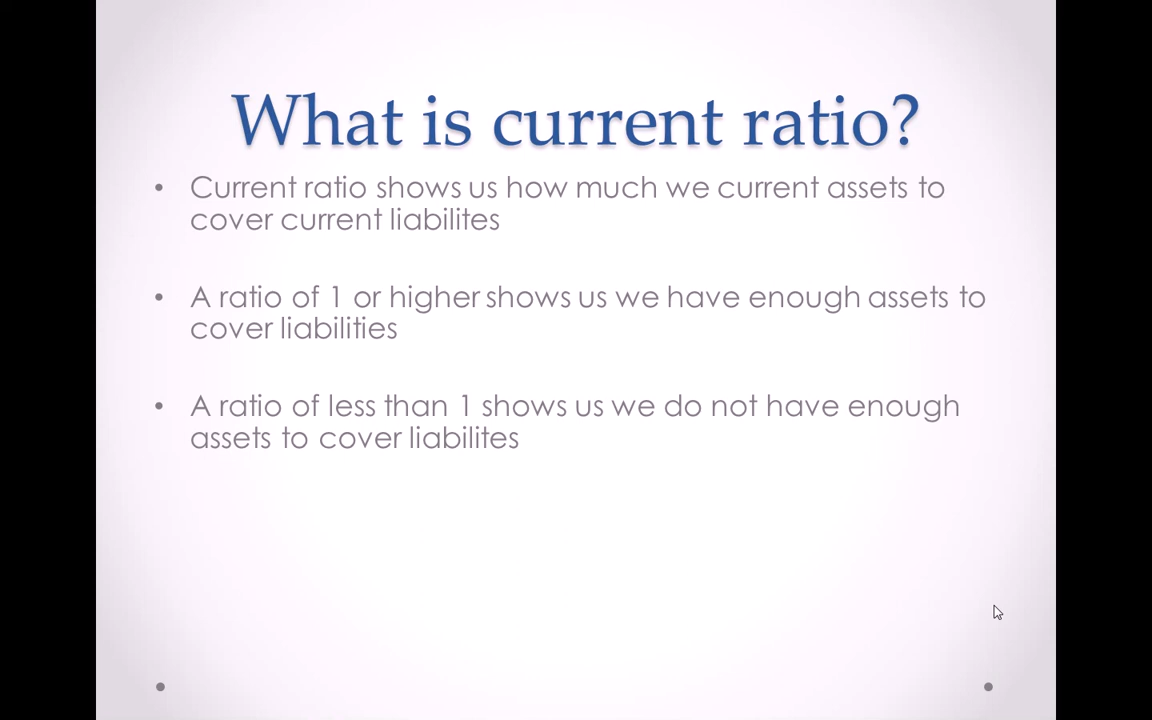 What is current ratio?
• Current ratio shows us how much we current assets to
cover current liabilites
• A ratio of 1 or higher shows us we have enough assets to
cover liabilities
• A ratio of less than 1 shows us we do not have enough
assets to cover liabilites